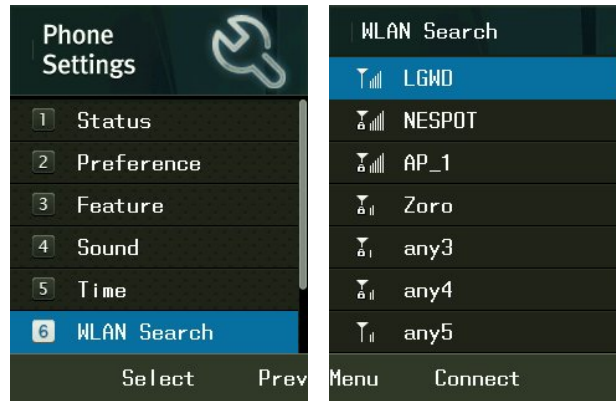 Phone
Settings
1 Status
2 Preference
3 Feature
4 Sound
5 Time
6 WLAN Search
Select Prev
WLAN Search
LGWD
NESPOT
AP_1
Zoro
any3
any4
any5
Menu Connect